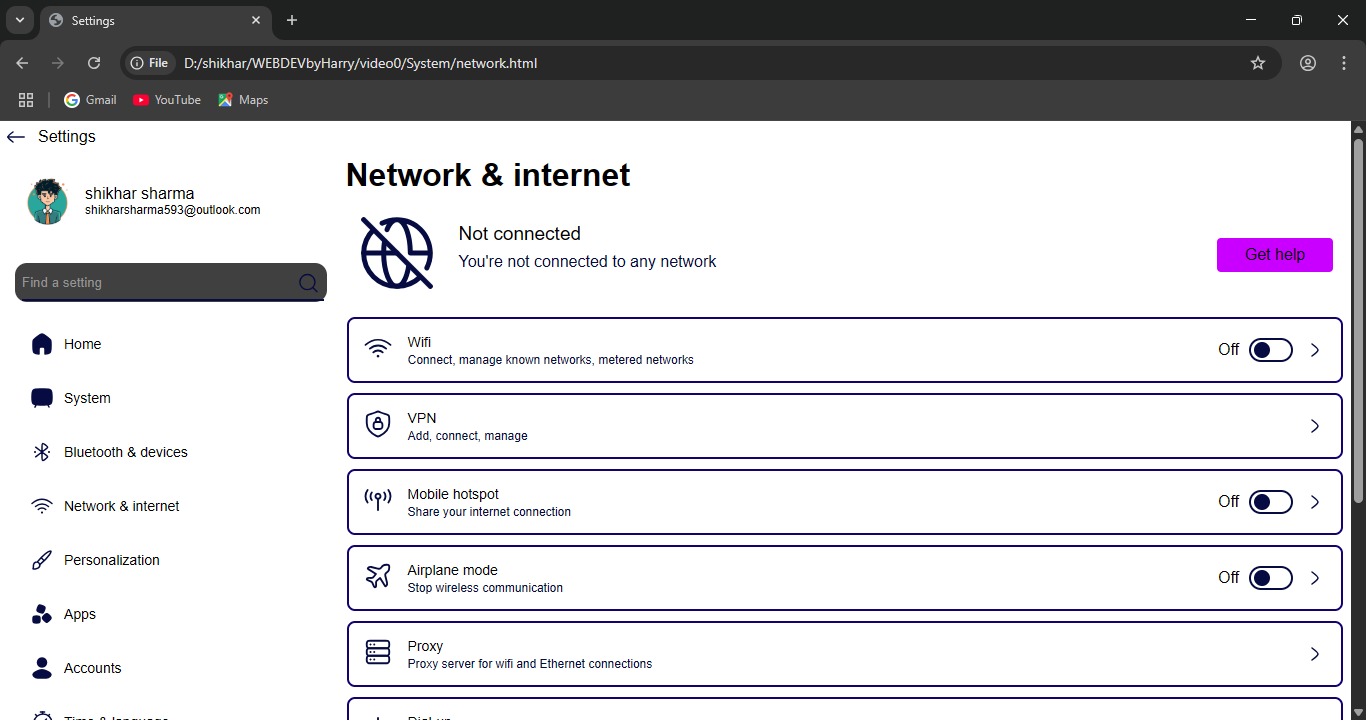 Settings
File D:/shikhar/WEBDEVbyHarry/video0/System/network.html
Gmail YouTube Maps
Settings
shikhar sharma
shikharsharma593@outlook.com
Find a setting
Home
System
Bluetooth & devices
Network & internet
Personalization
Apps
Accounts
Time & language
Network & internet
Not connected
You're not connected to any network
Get help
Wifi
Connect, manage known networks, metered networks
Off
VPN
Add, connect, manage
Mobile hotspot
Share your internet connection
Off
Airplane mode
Stop wireless communication
Off
Proxy
Proxy server for wifi and Ethernet connections